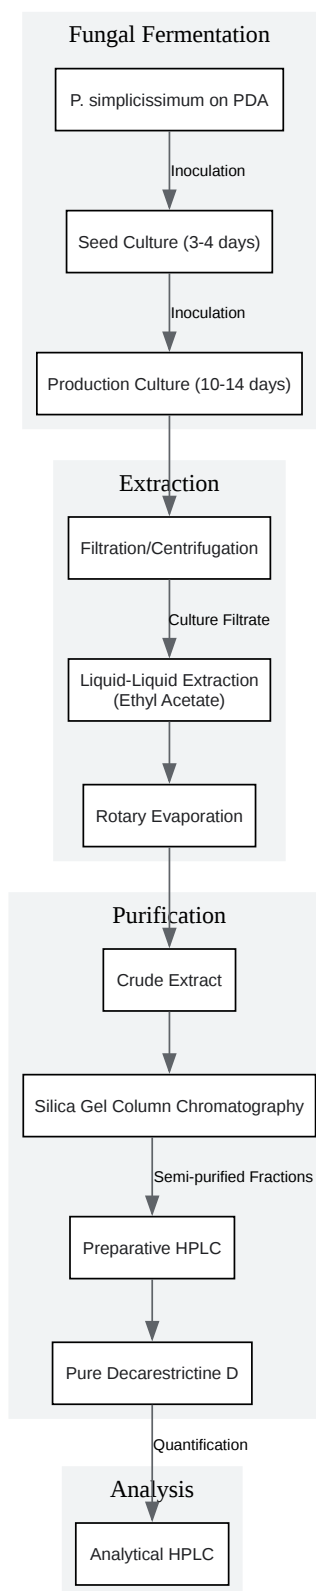 Fungal Fermentation
P. simplicissimum on PDA
Inoculation
Seed Culture (3-4 days)
Inoculation
Production Culture (10-14 days)
Extraction
Filtration/Centrifugation
Culture Filtrate
Liquid-Liquid Extraction
(Ethyl Acetate)
Rotary Evaporation
Purification
Crude Extract
Silica Gel Column Chromatography
Semi-purified Fractions
Preparative HPLC
Pure Decarestrictine D
Quantification
Analysis
Analytical HPLC